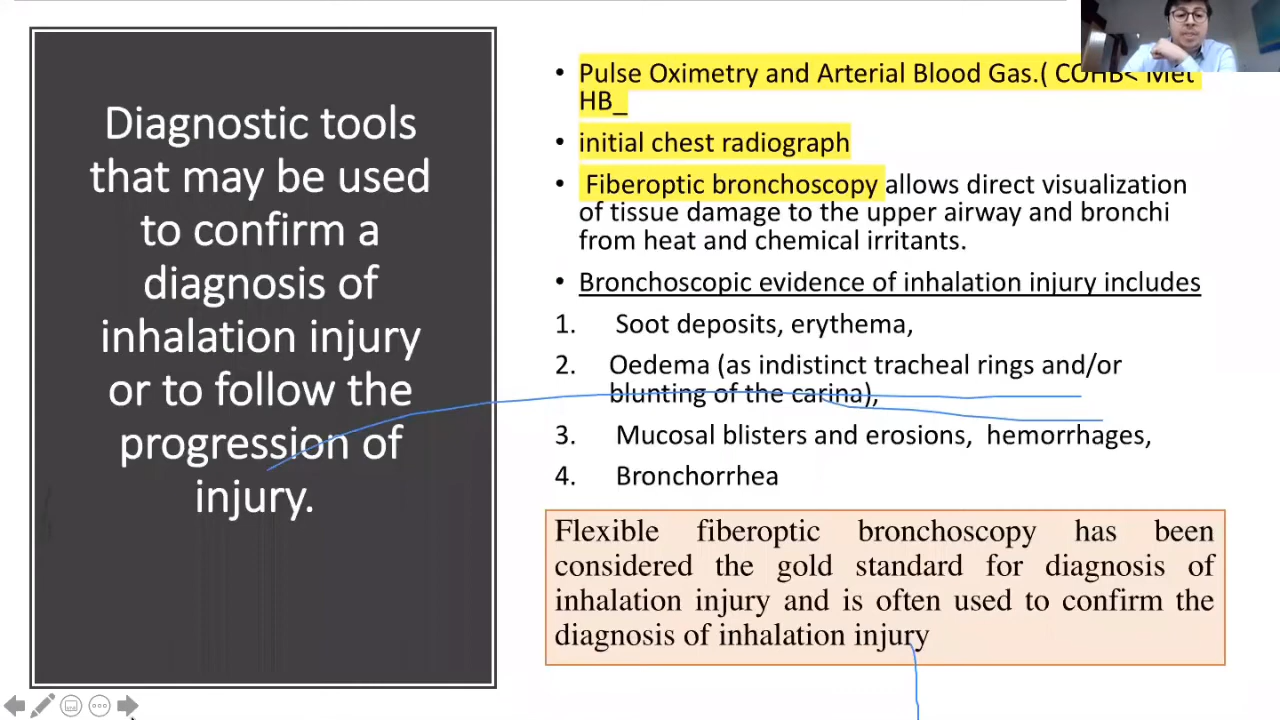 Diagnostic tools
that may be used
to confirm a
diagnosis of
inhalation injury
or to follow the
progression of
injury.
• Pulse Oximetry and Arterial Blood Gas.( COHB< Met
HB_
• initial chest radiograph
• Fiberoptic bronchoscopy allows direct visualization
of tissue damage to the upper airway and bronchi
from heat and chemical irritants.
• Bronchoscopic evidence of inhalation injury includes
1. Soot deposits, erythema,
2. Oedema (as indistinct tracheal rings and/or
blunting of the carina),
3. Mucosal blisters and erosions, hemorrhages,
4. Bronchorrhea
Flexible fiberoptic bronchoscopy has been
considered the gold standard for diagnosis of
inhalation injury and is often used to confirm the
diagnosis of inhalation injury